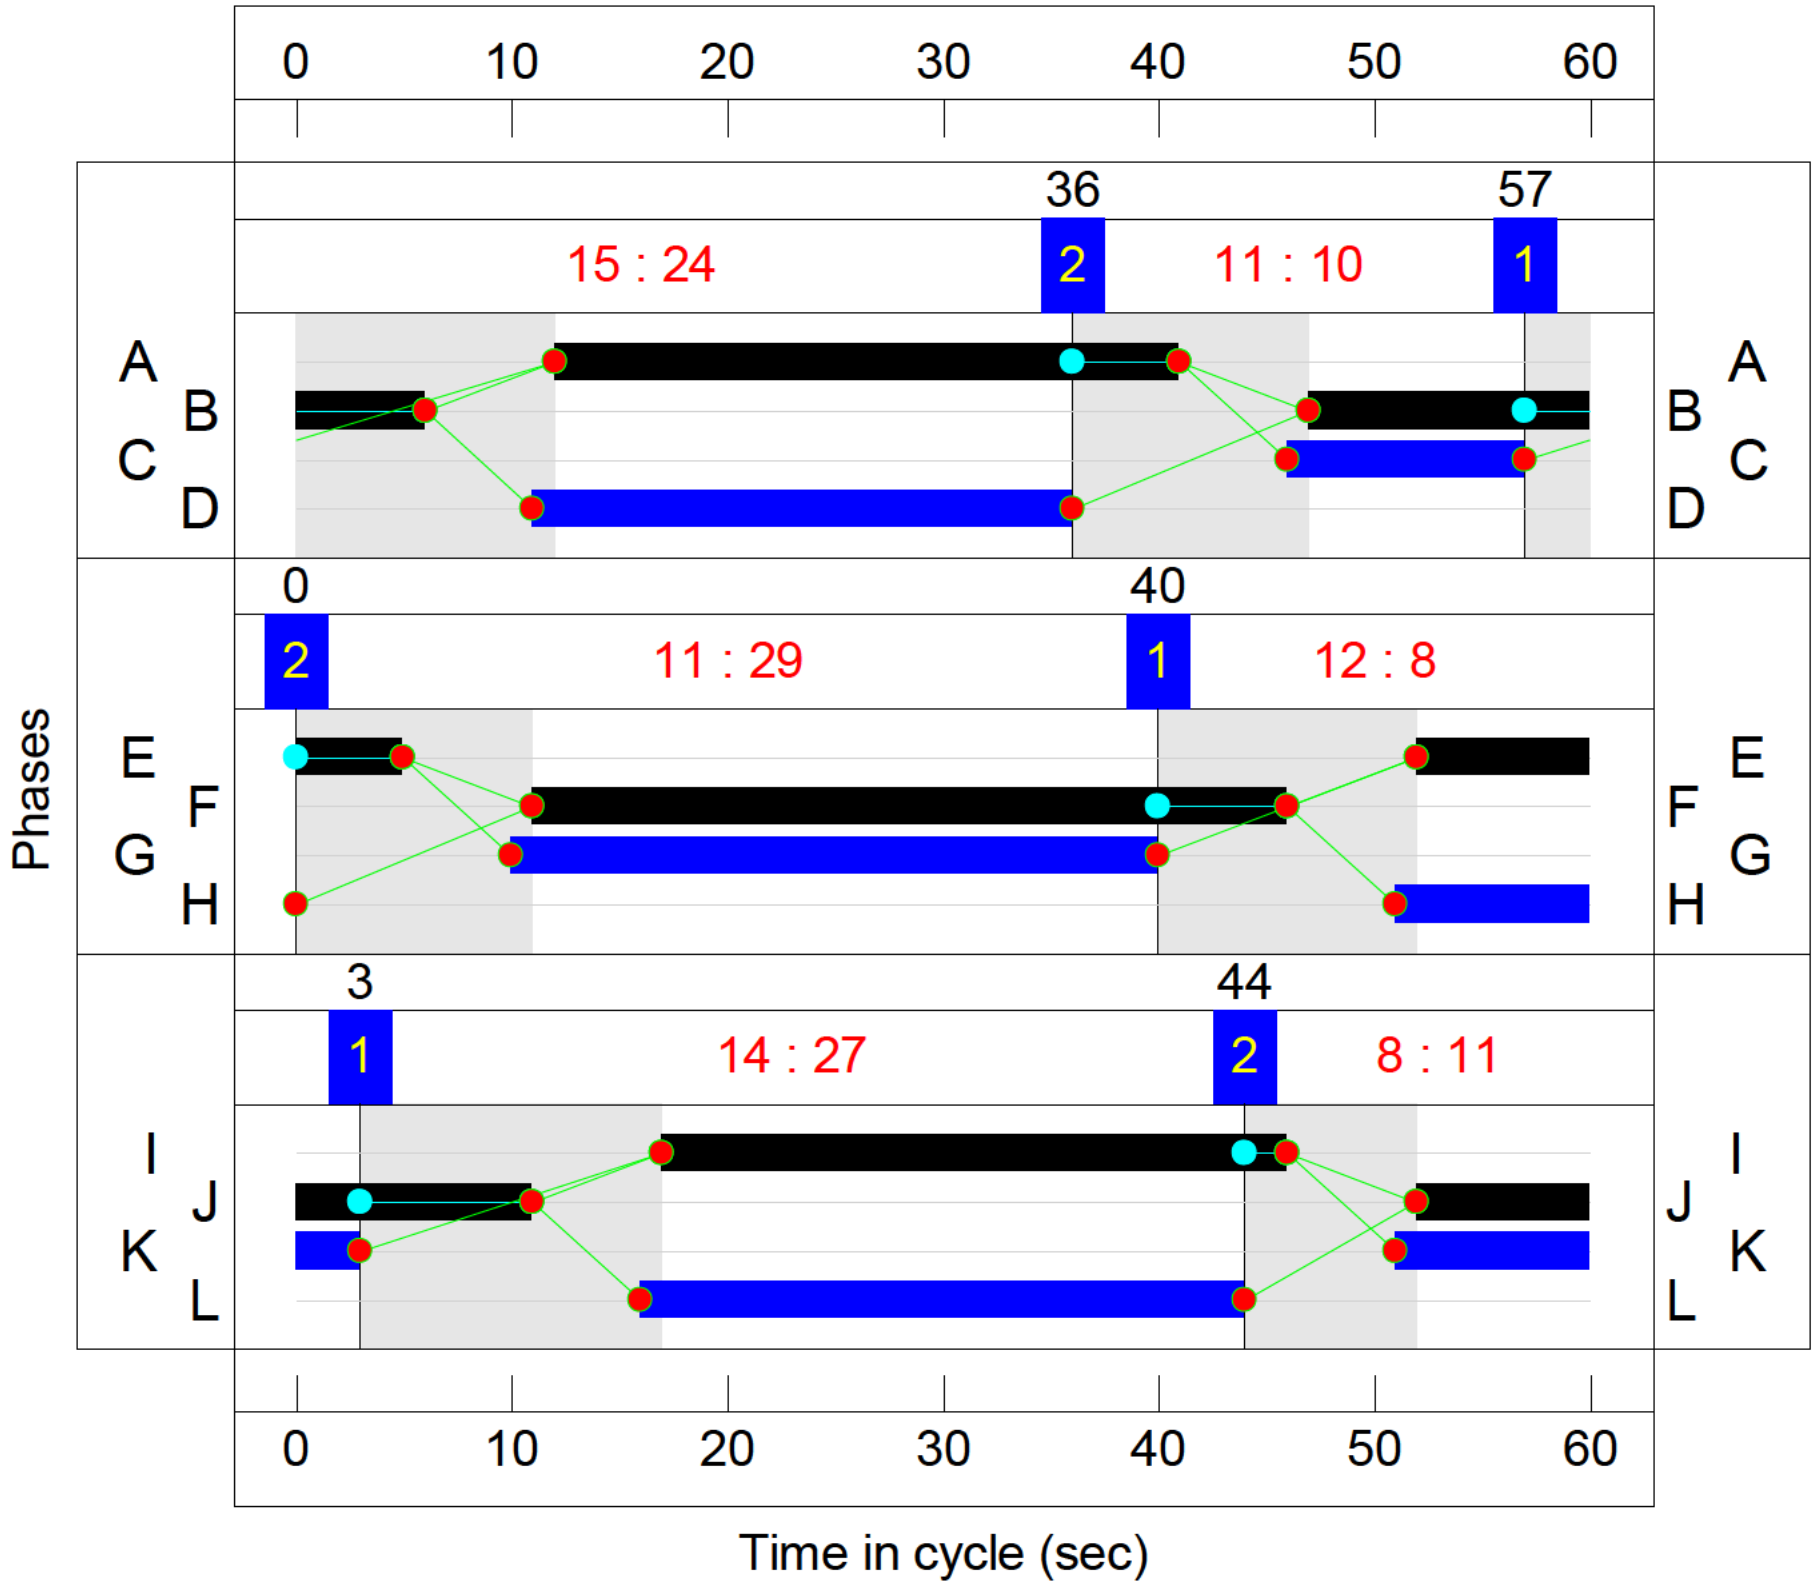 0 10 20 30 40 50 60
36 57
15 : 24 2 11 : 10 1
A A
B B
C C
D D
0 40
2 11 : 29 1 12 : 8
E E
F F
G G
H H
Phases
3 44
1 14 : 27 2 8 : 11
I I
J J
K K
L L
0 10 20 30 40 50 60
Time in cycle (sec)